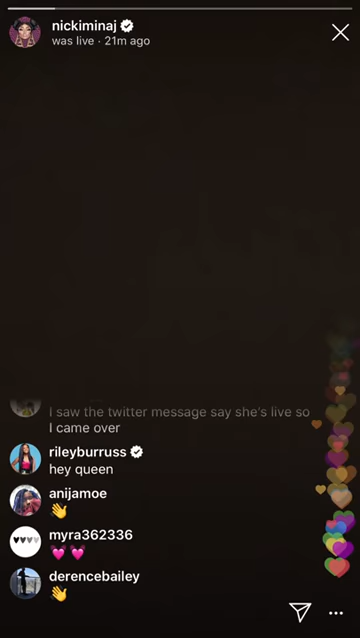 nickiminaj
was live · 21m ago
I saw the twitter message say she's live so
I came over
rileyburruss
hey queen
anijamoe
👋
myra362336
💓 💓
derencebailey
👋